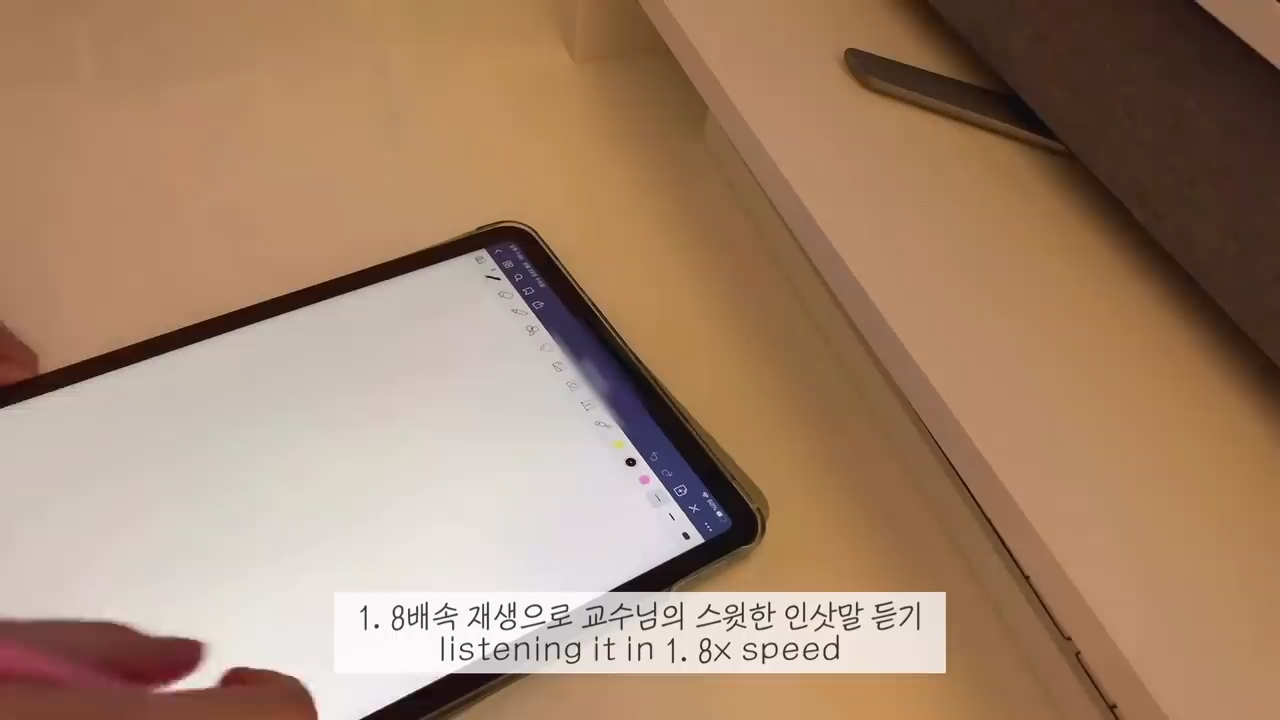 1. 8배속 재생으로 교수님의 스윗한 인삿말 듣기
listening it in 1. 8x speed